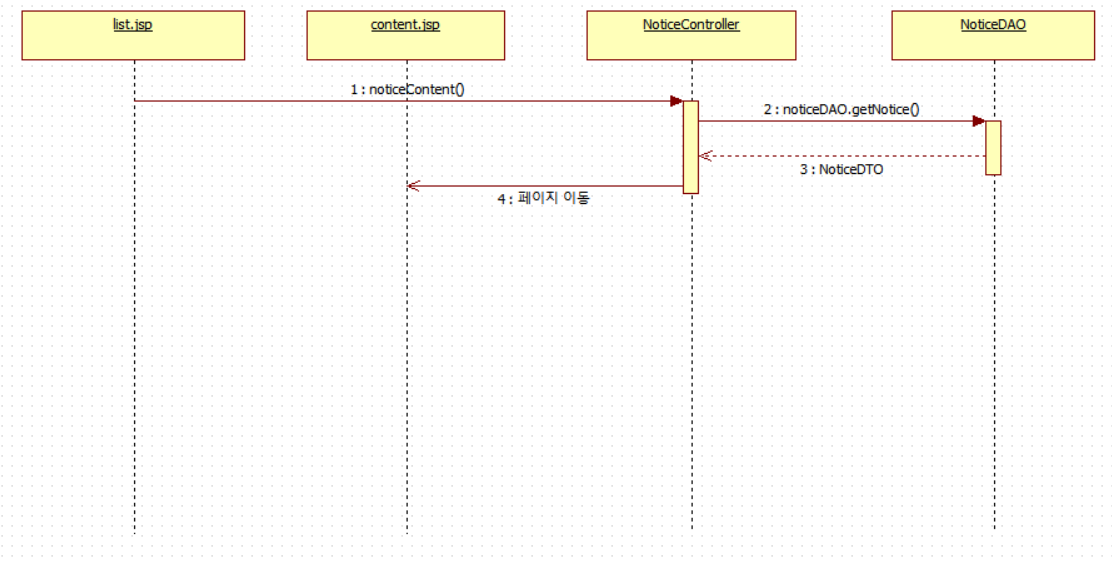 list.jsp
content.jsp
NoticeController
NoticeDAO
1 : noticeContent()
2 : noticeDAO.getNotice()
3 : NoticeDTO
4 : 페이지 이동